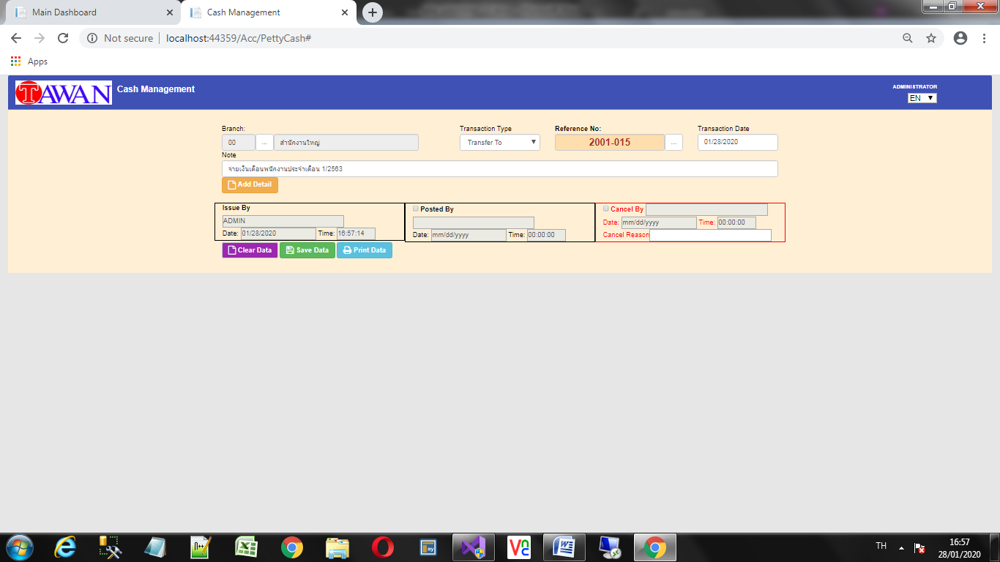 Main Dashboard
Cash Management
Not secure
localhost:44359/Acc/PettyCash#
Apps
TAWAN
Cash Management
ADMINISTRATOR
EN
Branch:
Transaction Type
Reference No:
Transaction Date
00
...
สำนักงานใหญ่
Transfer To
2001-015
...
01/28/2020
Note
จ่ายเงินเดือนพนักงานประจำเดือน 1/2563
Add Detail
Issue By
ADMIN
Date: 01/28/2020 Time: 16:57:14
Posted By
Date: mm/dd/yyyy Time: 00:00:00
Cancel By
Date: mm/dd/yyyy Time: 00:00:00
Cancel Reason
Clear Data
Save Data
Print Data
TH
16:57
28/01/2020